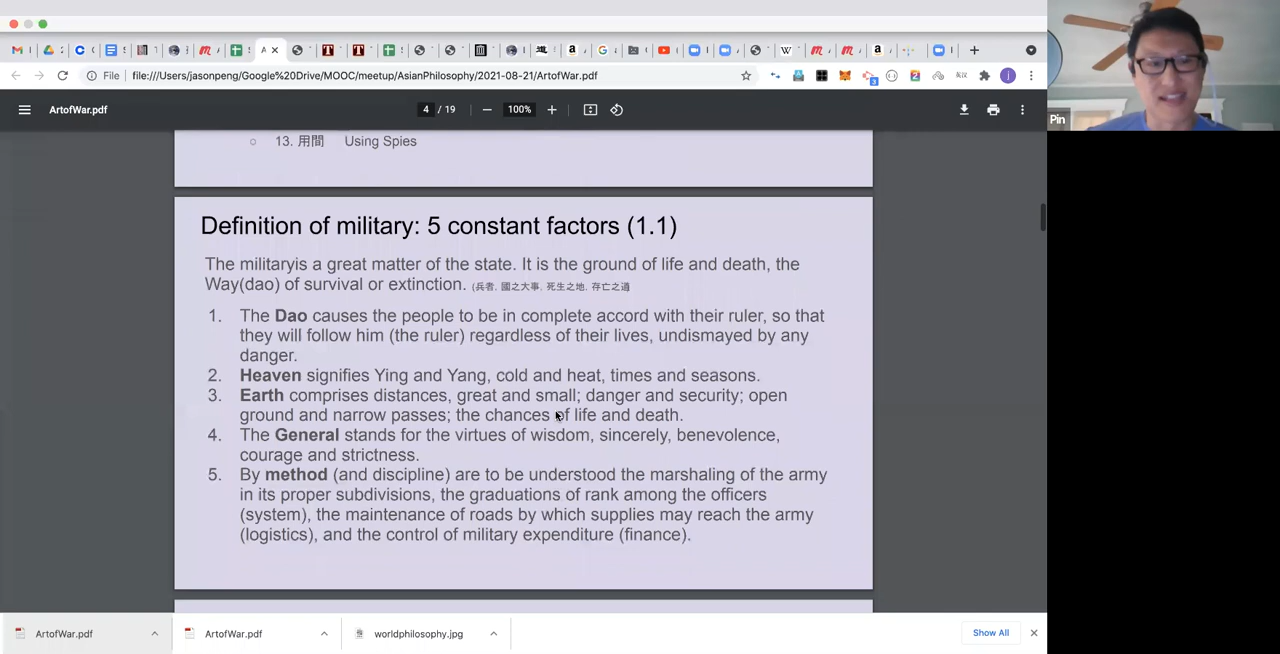 File file:///Users/jasonpeng/Google%20Drive/MOOC/meetup/AsianPhilosophy/2021-08-21/ArtofWar.pdf
ArtofWar.pdf 4 / 19 100%
Pin
○ 13. 用間 Using Spies
Definition of military: 5 constant factors (1.1)
The militaryis a great matter of the state. It is the ground of life and death, the
Way(dao) of survival or extinction. (兵者, 國之大事, 死生之地, 存亡之道
1. The Dao causes the people to be in complete accord with their ruler, so that
they will follow him (the ruler) regardless of their lives, undismayed by any
danger.
2. Heaven signifies Ying and Yang, cold and heat, times and seasons.
3. Earth comprises distances, great and small; danger and security; open
ground and narrow passes; the chances of life and death.
4. The General stands for the virtues of wisdom, sincerely, benevolence,
courage and strictness.
5. By method (and discipline) are to be understood the marshaling of the army
in its proper subdivisions, the graduations of rank among the officers
(system), the maintenance of roads by which supplies may reach the army
(logistics), and the control of military expenditure (finance).
ArtofWar.pdf ArtofWar.pdf worldphilosophy.jpg Show All